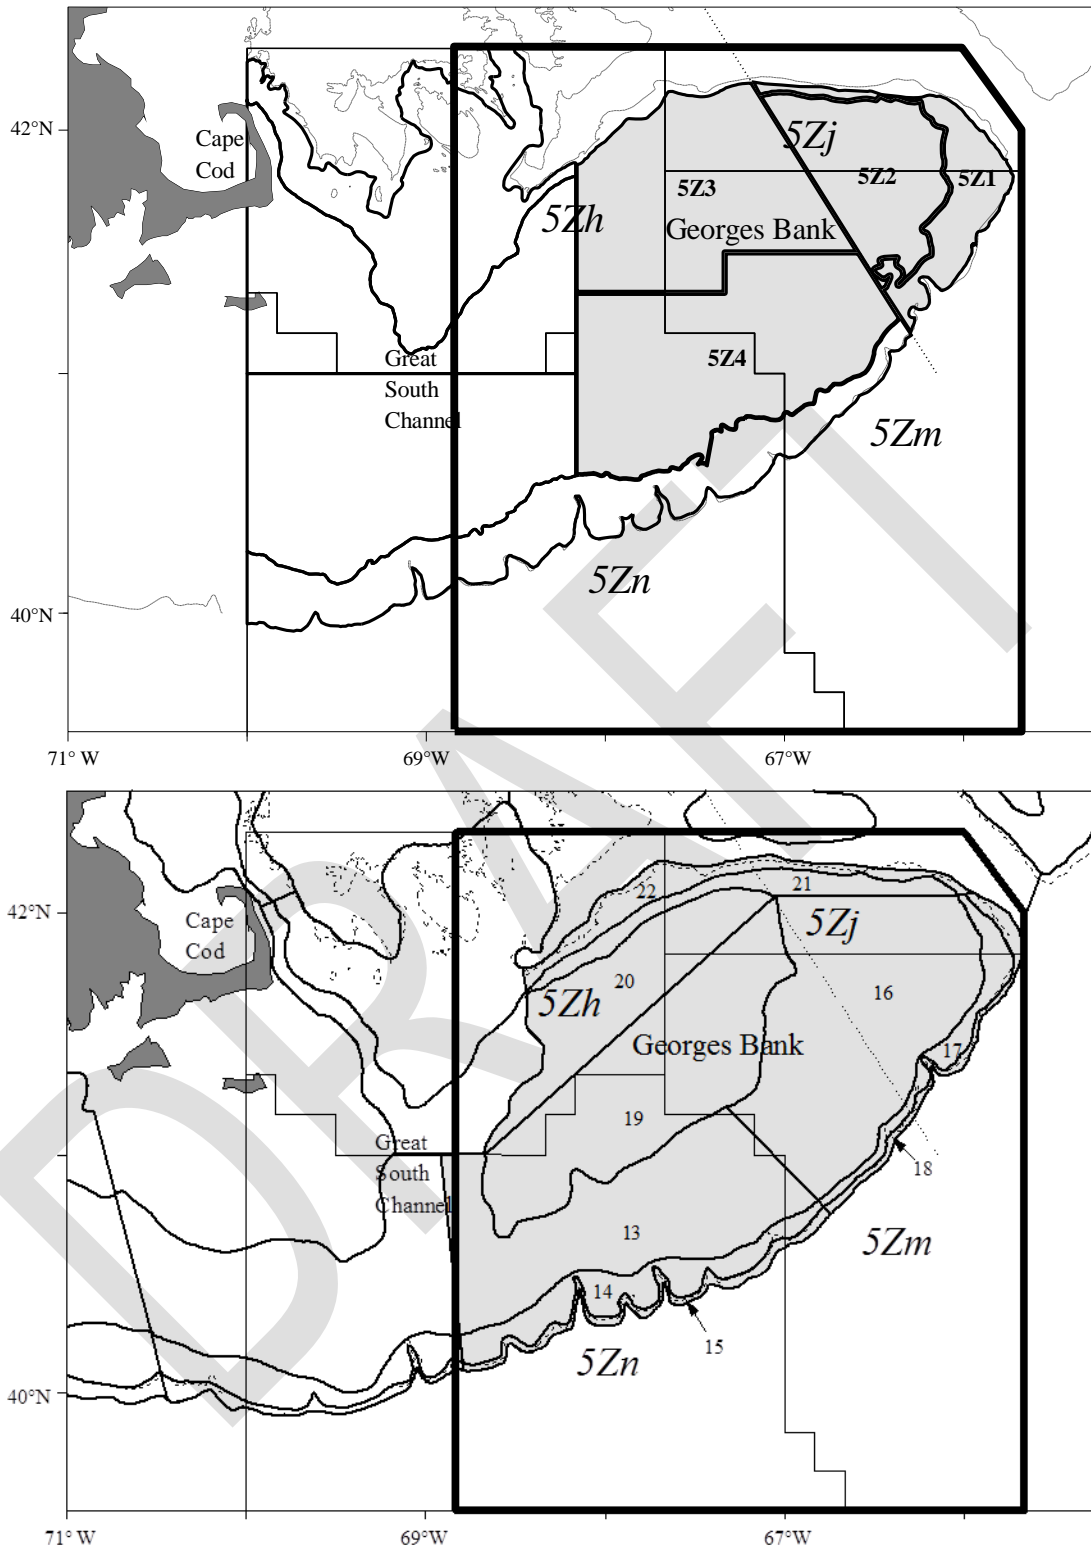 42°N
Cape
Cod
5Zj
5Z3
5Z2
5Z1
5Zh
Georges Bank
Great
South
Channel
5Z4
5Zm
5Zn
40°N
71° W
69°W
67°W
DRAFT
42°N
Cape
Cod
22
21
5Zj
20
5Zh
16
Georges Bank
17
19
Great
South
Channel
18
13
5Zm
14
15
5Zn
40°N
71° W
69°W
67°W